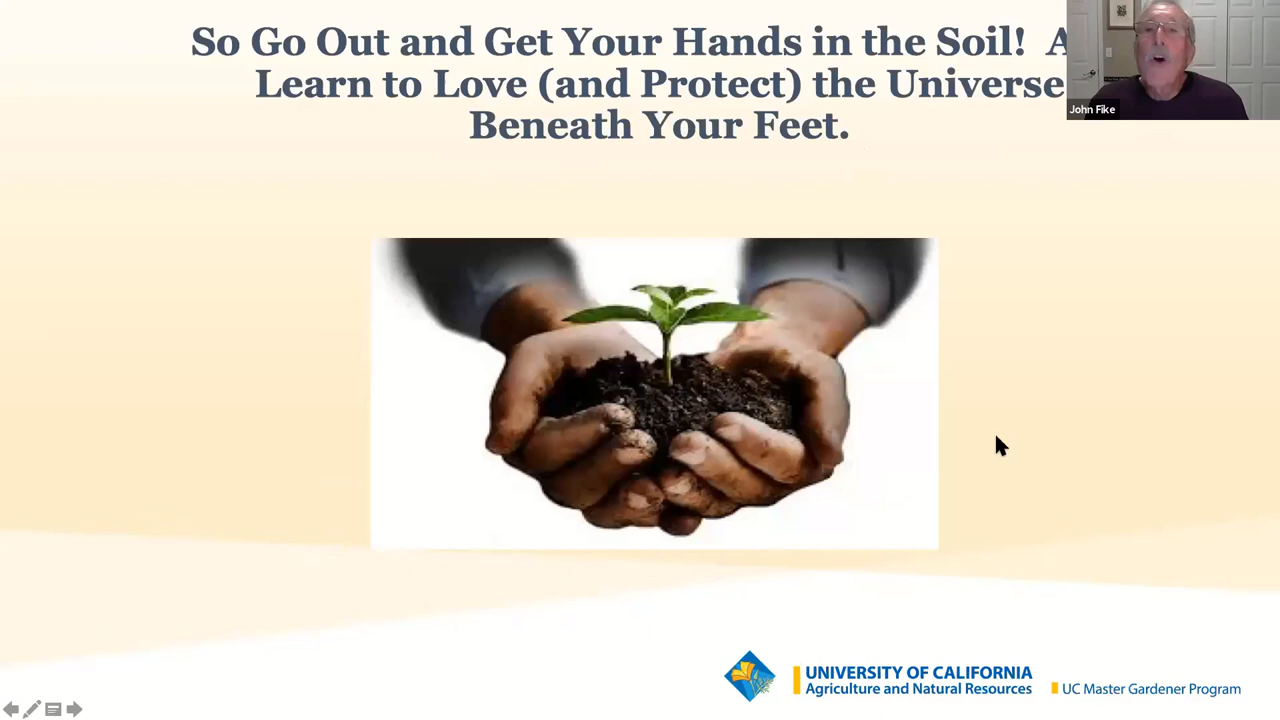 So Go Out and Get Your Hands in the Soil! A
Learn to Love (and Protect) the Universe
Beneath Your Feet.
John Fike
UNIVERSITY OF CALIFORNIA
Agriculture and Natural Resources
UC Master Gardener Program